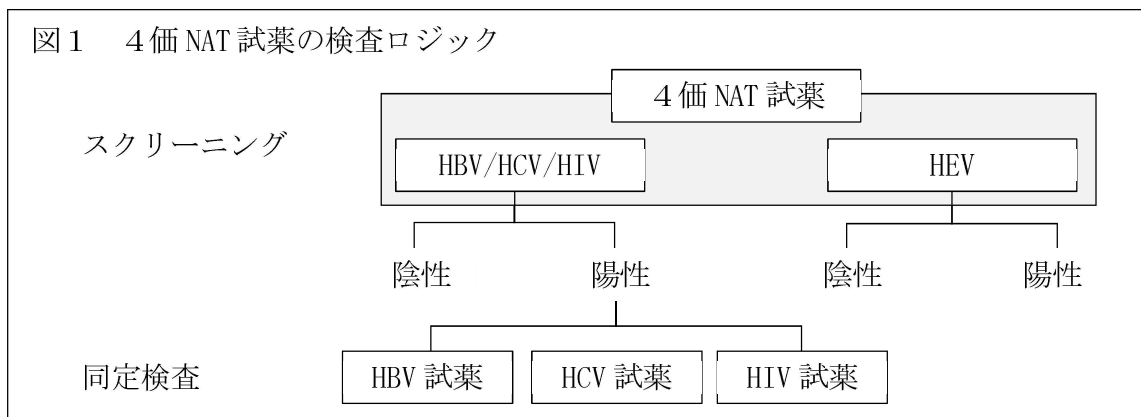 図１　４価 NAT 試薬の検査ロジック
４価 NAT 試薬
スクリーニング
HBV/HCV/HIV
HEV
陰性
陽性
陰性
陽性
同定検査
HBV 試薬
HCV 試薬
HIV 試薬